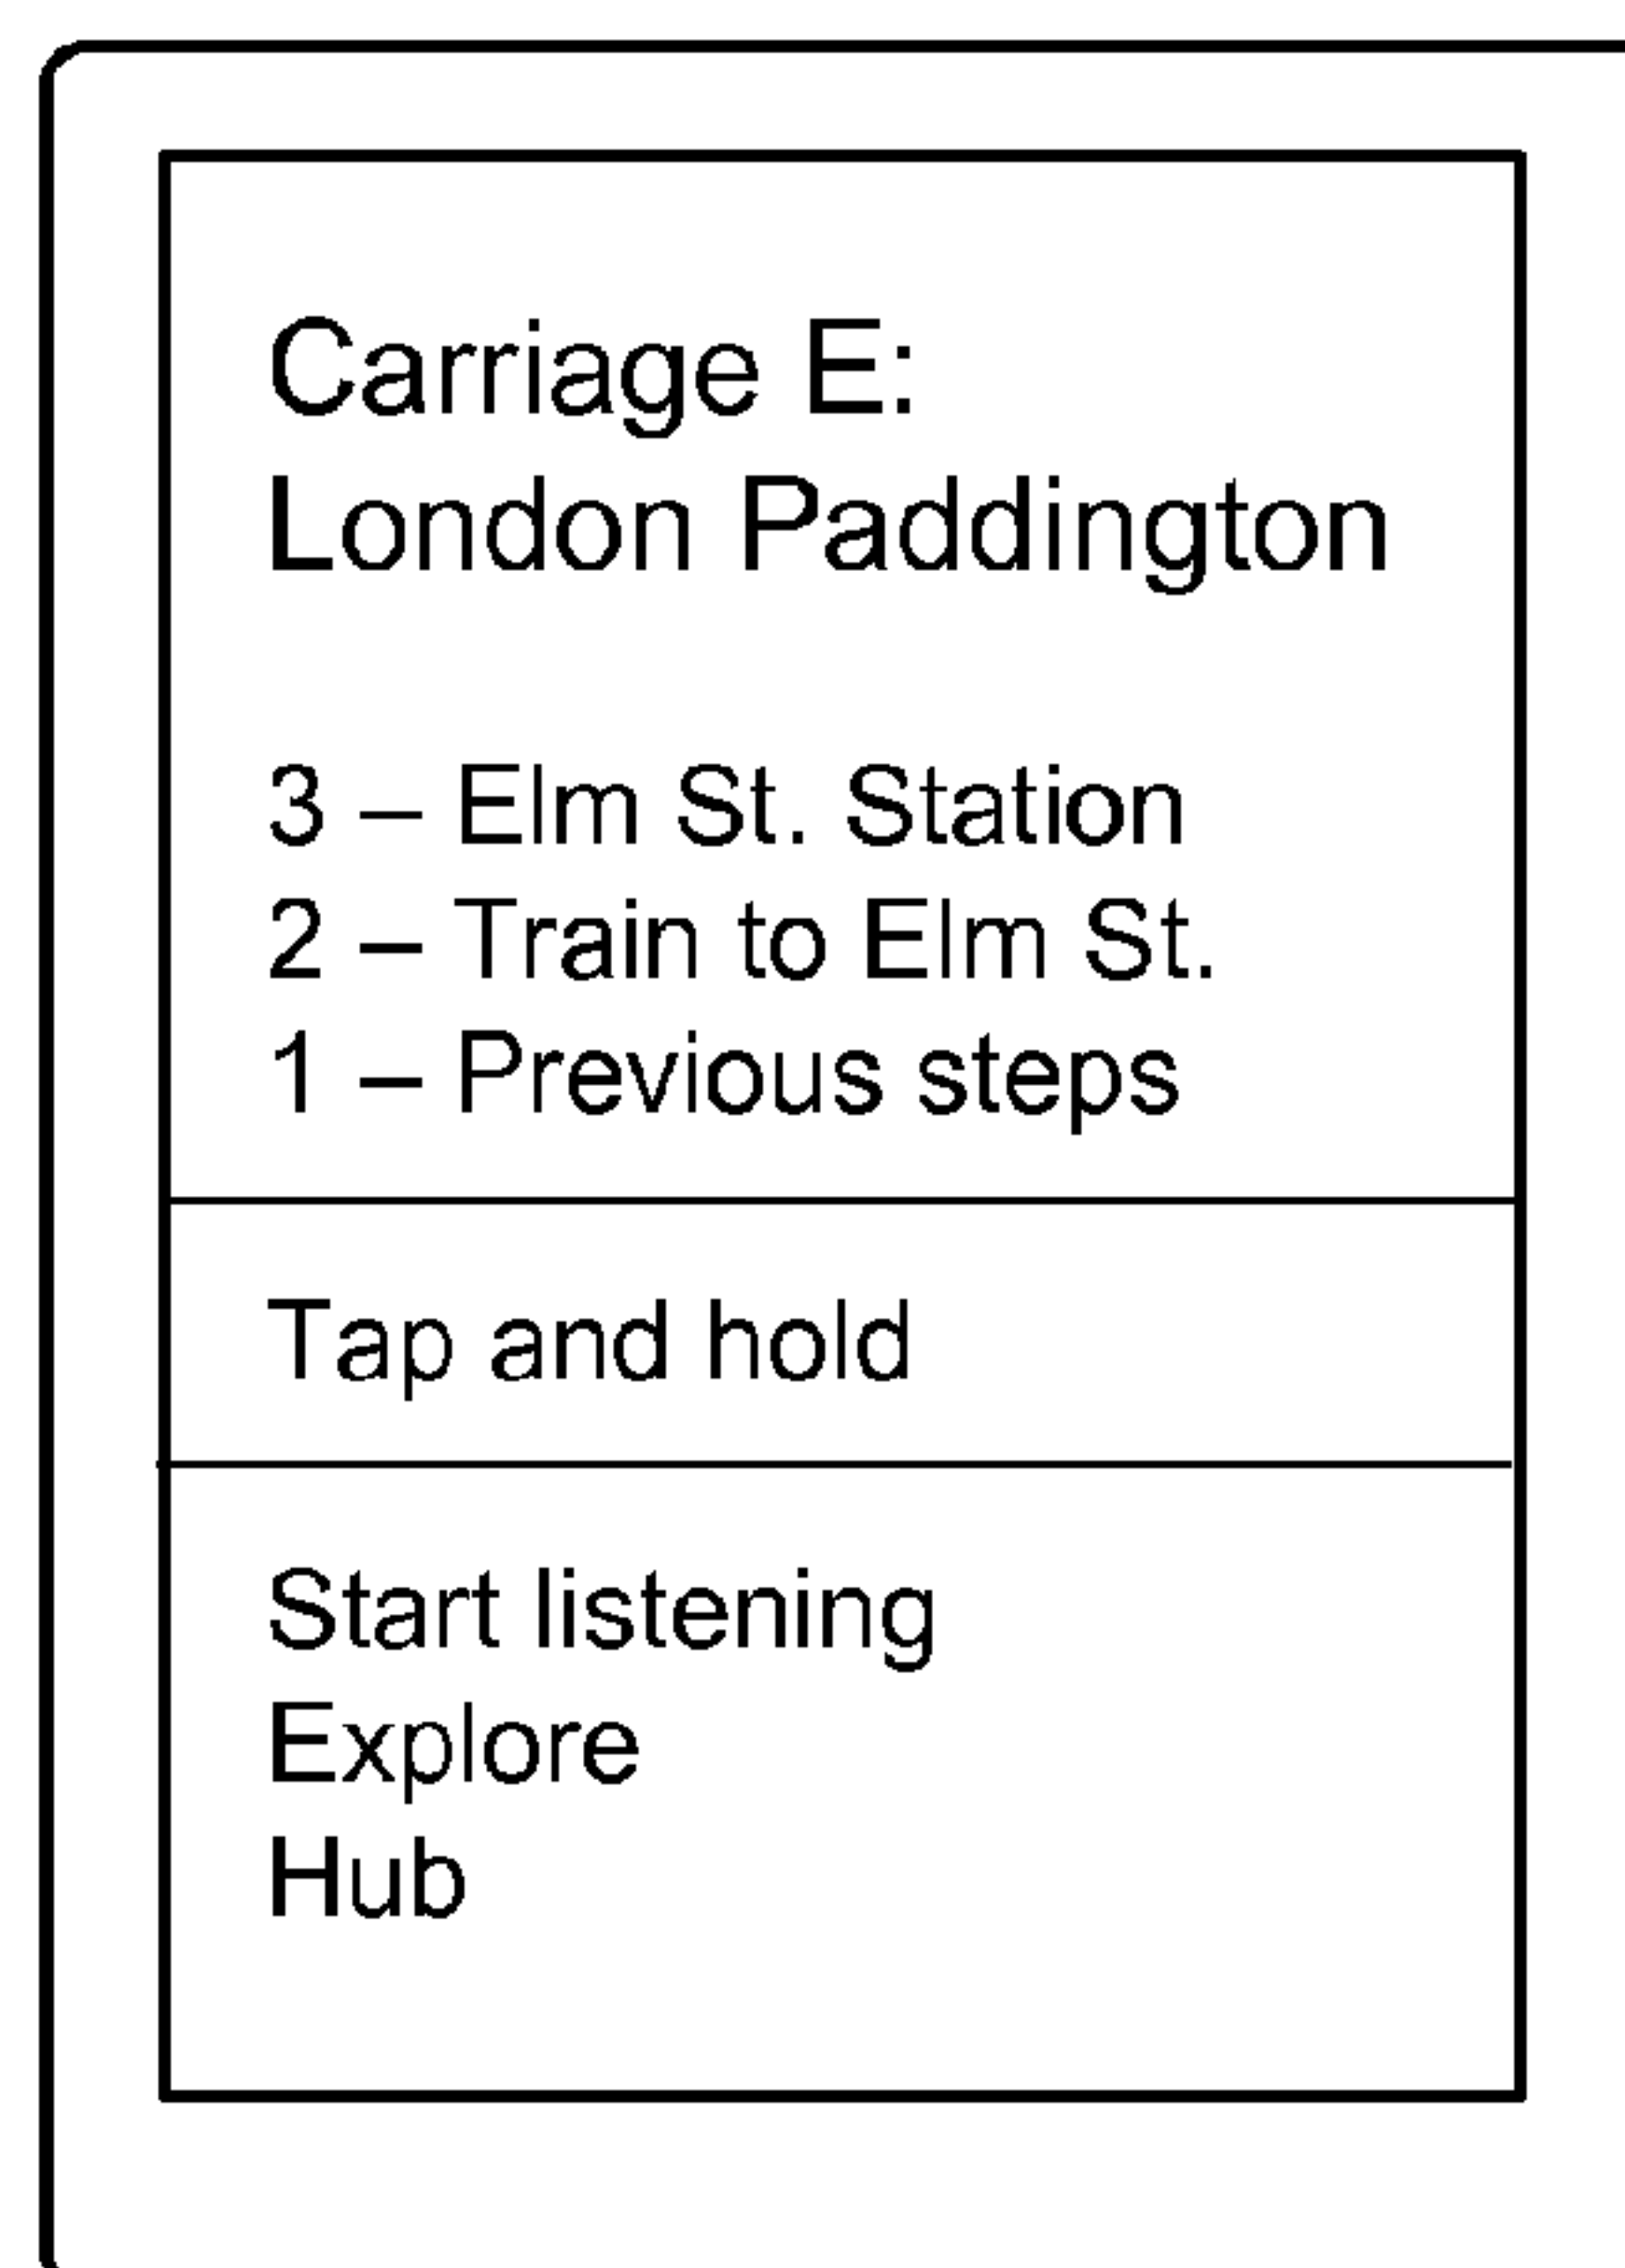 Carriage E:
London Paddington
3 – Elm St. Station
2 – Train to Elm St.
1 – Previous steps
Tap and hold
Start listening
Explore
Hub